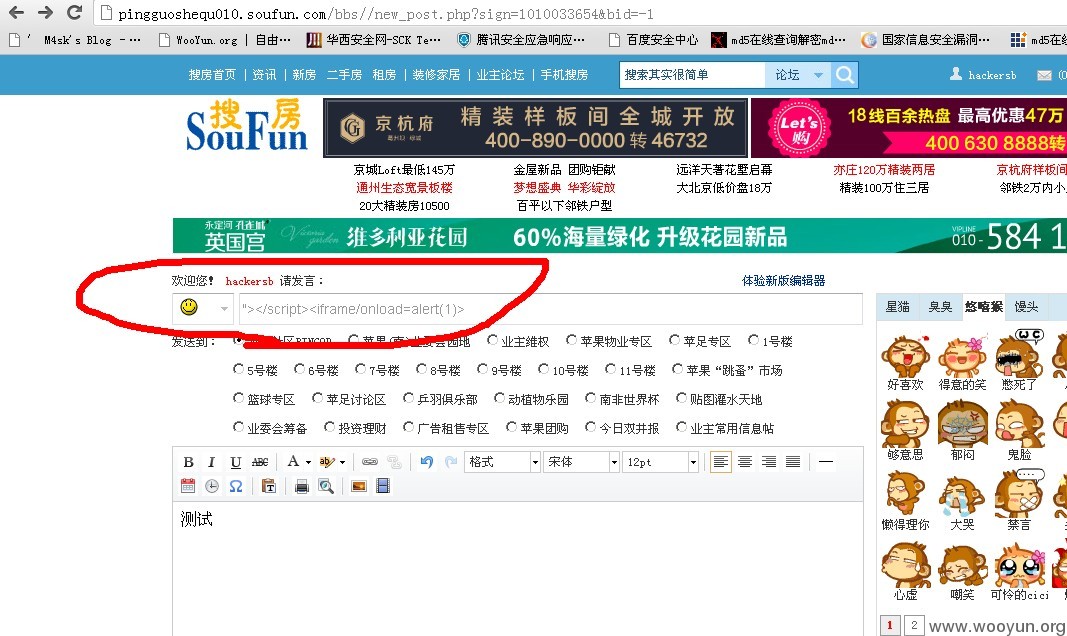 pingguoshequ010.soufun.com/bbs//new_post.php?sign=1010033654&bid=-1
' M4sk's Blog - ··· WooYun.org | 自由··· 华西安全网-SCK Te··· 腾讯安全应急响应··· 百度安全中心 md5在线查询解密md··· 国家信息安全漏洞··· md5在线
搜房首页 | 资讯 | 新房 二手房 租房 | 装修家居 | 业主论坛 | 手机搜房 搜索其实很简单 论坛 hackersb (0
搜房 SouFun
G 京杭府 精装样板间全城开放
400-890-0000 转 46732
Let's 购 18线百余热盘 最高优惠47万
400 630 8888转
京城Loft最低145万 金屋新品 团购钜献 远洋天著花墅启幕 亦庄120万精装两居 京杭府样板间
通州生态宽景板楼 梦想盛典 华彩绽放 大北京低价盘18万 精装100万住三居 邻铁2万内小
20大精装房10500 百平以下邻铁户型
永定河 孔雀城 英国宫 Victoria garden 维多利亚花园 60%海量绿化 升级花园新品 VIPLINE 010-584 1
欢迎您! hackersb 请发言: 体验新版编辑器
"></script><iframe/onload=alert(1)>
发送到: 业主维权 苹果物业专区 苹足专区 1号楼
5号楼 6号楼 7号楼 8号楼 9号楼 10号楼 11号楼 苹果“跳蚤”市场
篮球专区 苹足讨论区 乒羽俱乐部 动植物乐园 南非世界杯 贴图灌水天地
业委会筹备 投资理财 广告租售专区 苹果团购 今日双井报 业主常用信息帖
B I U ABC A ab 格式 宋体 12pt
测试
星猫 臭臭 悠嘻猴 馒头
好喜欢 得意的笑 憋死了
够意思 郁闷 鬼脸
懒得理你 大哭 禁言
心虚 嘲笑 可怜的cici
1 2
www.wooyun.org